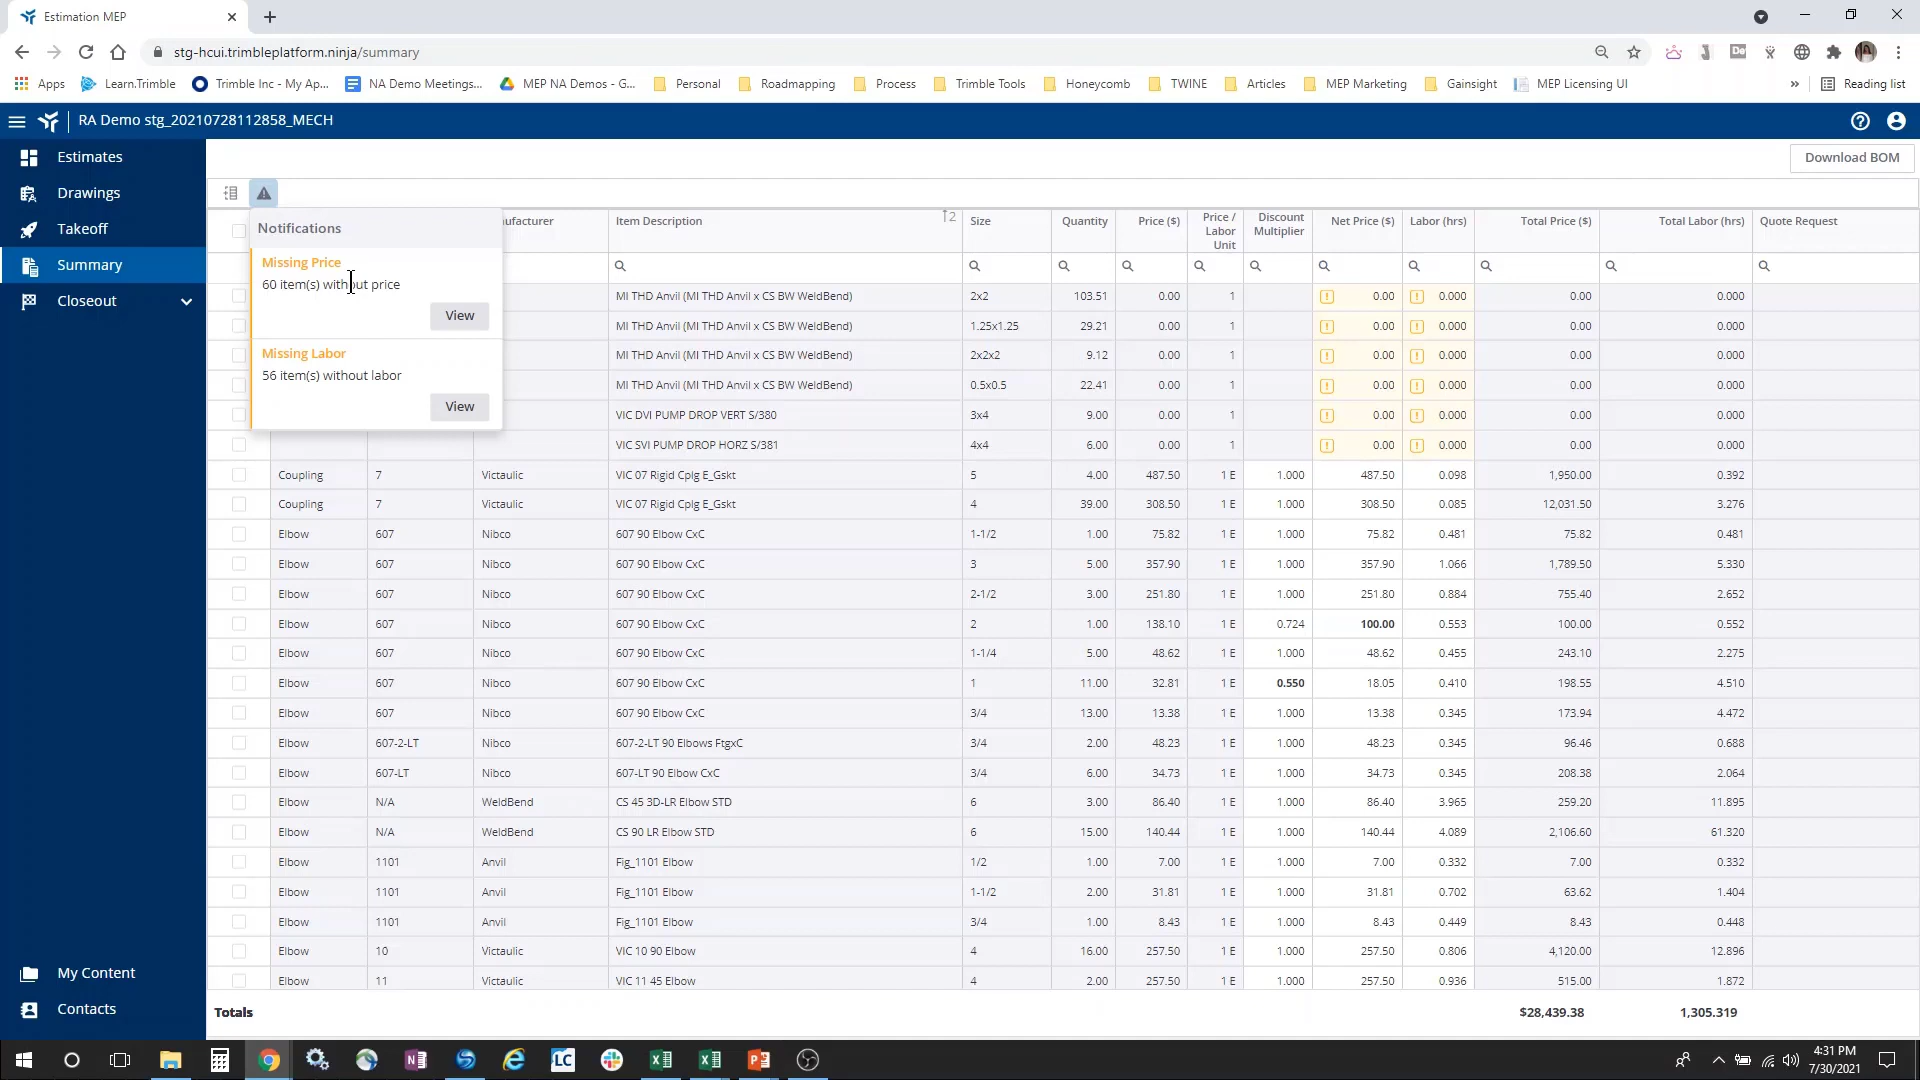 Estimation MEP
stg-hcui.trimbleplatform.ninja/summary
Apps Learn.Trimble Trimble Inc - My Ap... NA Demo Meetings... MEP NA Demos - G... Personal Roadmapping Process Trimble Tools Honeycomb TWINE Articles MEP Marketing Gainsight MEP Licensing UI » Reading list
RA Demo stg_20210728112858_MECH
Estimates
Drawings
Takeoff
Summary
Closeout
My Content
Contacts
Download BOM
Notifications
Missing Price
60 item(s) without price
View
Missing Labor
56 item(s) without labor
View
ufacturer Item Description 2 Size Quantity Price ($) Price / Labor Unit Discount Multiplier Net Price ($) Labor (hrs) Total Price ($) Total Labor (hrs) Quote Request
MI THD Anvil (MI THD Anvil x CS BW WeldBend) 2x2 103.51 0.00 1 0.00 0.000 0.00 0.000
MI THD Anvil (MI THD Anvil x CS BW WeldBend) 1.25x1.25 29.21 0.00 1 0.00 0.000 0.00 0.000
MI THD Anvil (MI THD Anvil x CS BW WeldBend) 2x2x2 9.12 0.00 1 0.00 0.000 0.00 0.000
MI THD Anvil (MI THD Anvil x CS BW WeldBend) 0.5x0.5 22.41 0.00 1 0.00 0.000 0.00 0.000
VIC DVI PUMP DROP VERT S/380 3x4 9.00 0.00 1 0.00 0.000 0.00 0.000
VIC SVI PUMP DROP HORZ S/381 4x4 6.00 0.00 1 0.00 0.000 0.00 0.000
Coupling 7 Victaulic VIC 07 Rigid Cplg E_Gskt 5 4.00 487.50 1 E 1.000 487.50 0.098 1,950.00 0.392
Coupling 7 Victaulic VIC 07 Rigid Cplg E_Gskt 4 39.00 308.50 1 E 1.000 308.50 0.085 12,031.50 3.276
Elbow 607 Nibco 607 90 Elbow CxC 1-1/2 1.00 75.82 1 E 1.000 75.82 0.481 75.82 0.481
Elbow 607 Nibco 607 90 Elbow CxC 3 5.00 357.90 1 E 1.000 357.90 1.066 1,789.50 5.330
Elbow 607 Nibco 607 90 Elbow CxC 2-1/2 3.00 251.80 1 E 1.000 251.80 0.884 755.40 2.652
Elbow 607 Nibco 607 90 Elbow CxC 2 1.00 138.10 1 E 0.724 100.00 0.553 100.00 0.552
Elbow 607 Nibco 607 90 Elbow CxC 1-1/4 5.00 48.62 1 E 1.000 48.62 0.455 243.10 2.275
Elbow 607 Nibco 607 90 Elbow CxC 1 11.00 32.81 1 E 0.550 18.05 0.410 198.55 4.510
Elbow 607 Nibco 607 90 Elbow CxC 3/4 13.00 13.38 1 E 1.000 13.38 0.345 173.94 4.472
Elbow 607-2-LT Nibco 607-2-LT 90 Elbows FtgxC 3/4 2.00 48.23 1 E 1.000 48.23 0.345 96.46 0.688
Elbow 607-LT Nibco 607-LT 90 Elbow CxC 3/4 6.00 34.73 1 E 1.000 34.73 0.345 208.38 2.064
Elbow N/A WeldBend CS 45 3D-LR Elbow STD 6 3.00 86.40 1 E 1.000 86.40 3.965 259.20 11.895
Elbow N/A WeldBend CS 90 LR Elbow STD 6 15.00 140.44 1 E 1.000 140.44 4.089 2,106.60 61.320
Elbow 1101 Anvil Fig_1101 Elbow 1/2 1.00 7.00 1 E 1.000 7.00 0.332 7.00 0.332
Elbow 1101 Anvil Fig_1101 Elbow 1-1/2 2.00 31.81 1 E 1.000 31.81 0.702 63.62 1.404
Elbow 1101 Anvil Fig_1101 Elbow 3/4 1.00 8.43 1 E 1.000 8.43 0.449 8.43 0.448
Elbow 10 Victaulic VIC 10 90 Elbow 4 16.00 257.50 1 E 1.000 257.50 0.806 4,120.00 12.896
Elbow 11 Victaulic VIC 11 45 Elbow 4 2.00 257.50 1 E 1.000 257.50 0.936 515.00 1.872
Totals $28,439.38 1,305.319
4:31 PM
7/30/2021